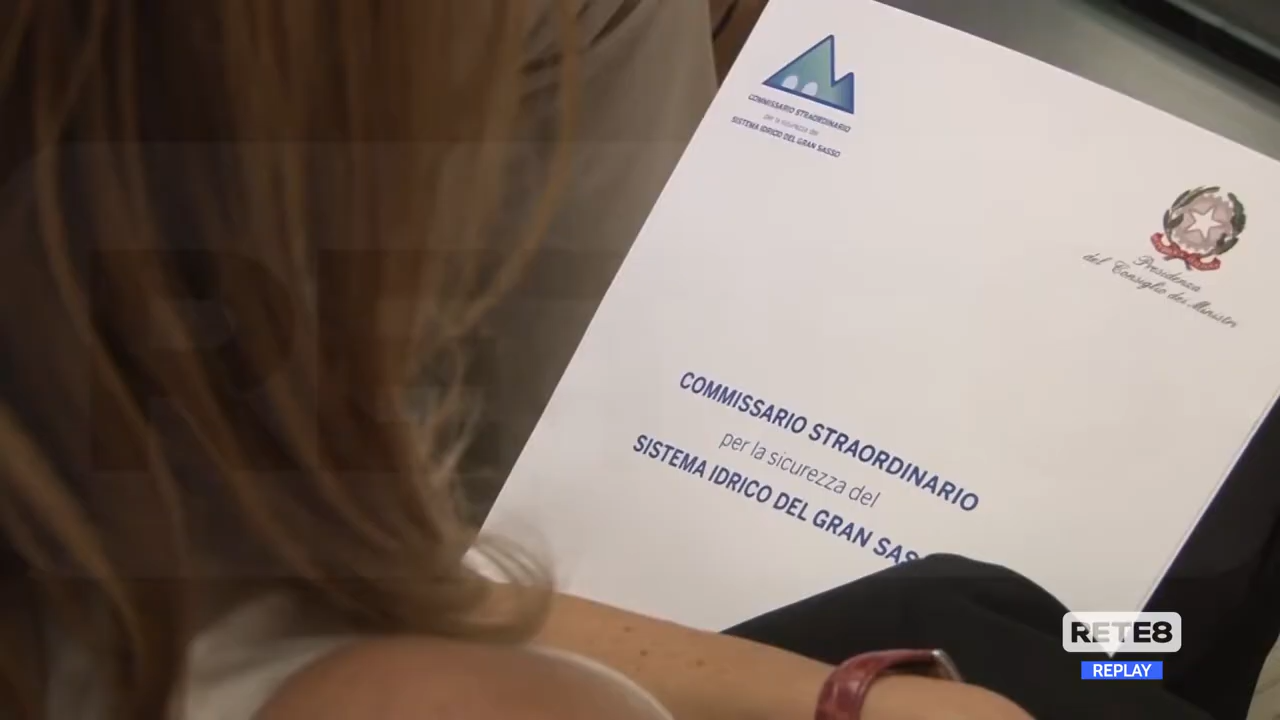 COMMISSARIO STRAORDINARIO
per la sicurezza del
SISTEMA IDRICO DEL GRAN SASSO
Presidenza
del Consiglio dei Ministri
COMMISSARIO STRAORDINARIO
per la sicurezza del
SISTEMA IDRICO DEL GRAN SAS
RETE8
REPLAY